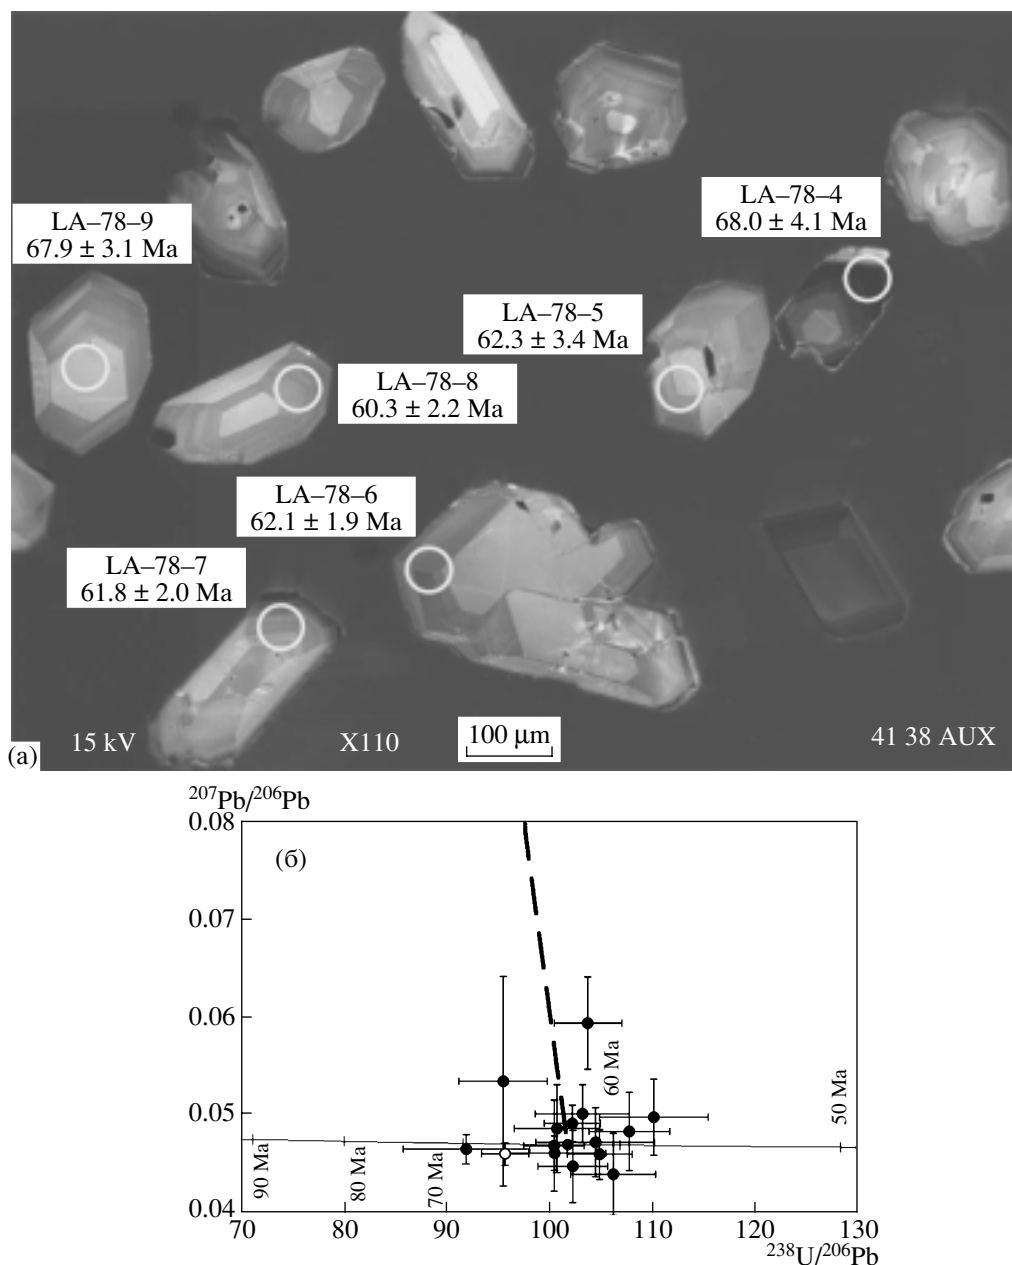 LA–78–4
68.0 ± 4.1 Ma
LA–78–9
67.9 ± 3.1 Ma
LA–78–5
62.3 ± 3.4 Ma
LA–78–8
60.3 ± 2.2 Ma
LA–78–6
62.1 ± 1.9 Ma
LA–78–7
61.8 ± 2.0 Ma
15 kV X110 100 μm 41 38 AUX
(a)
²⁰⁷Pb/²⁰⁶Pb
0.08
(б)
0.07
0.06
60 Ma
50 Ma
0.05
90 Ma
80 Ma
70 Ma
0.04
70 80 90 100 110 120 130
²³⁸U/²⁰⁶Pb